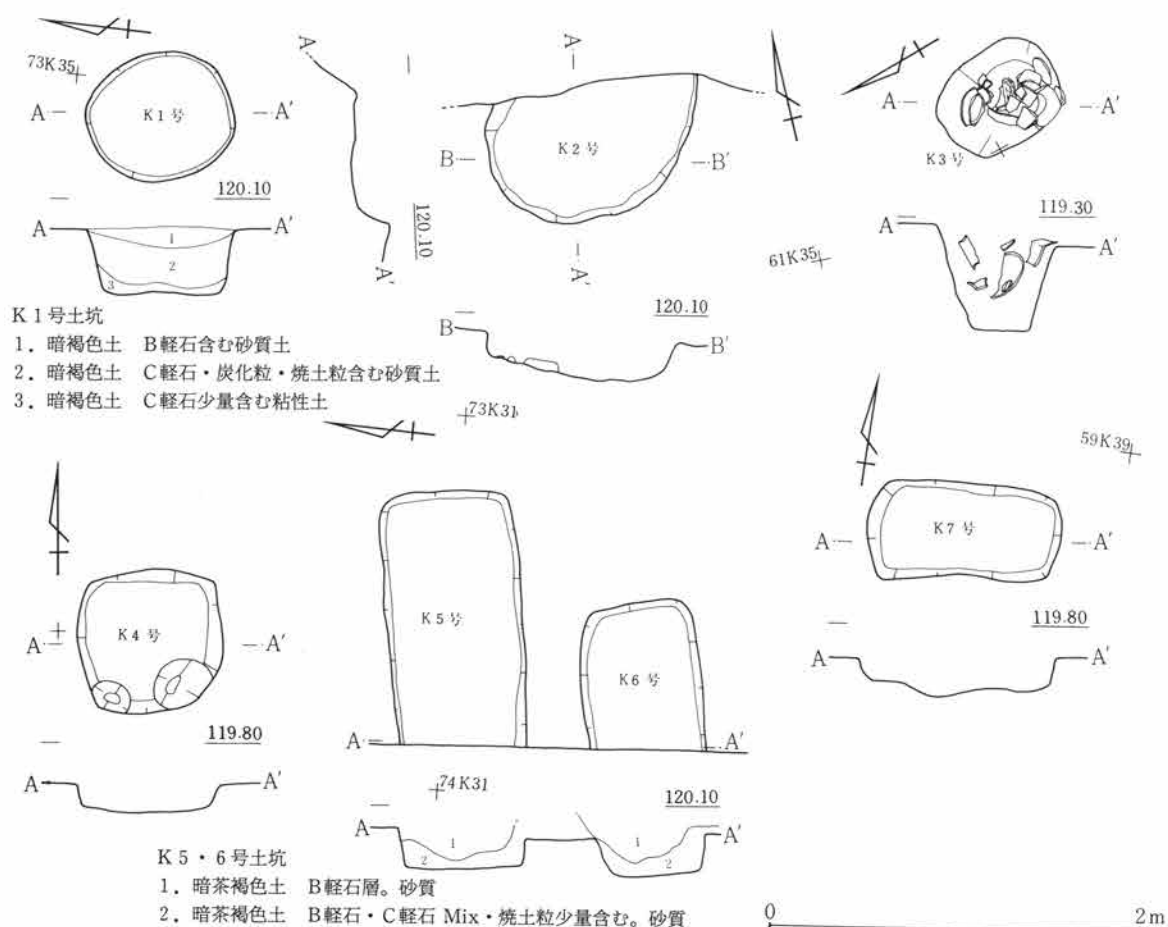 73K35
A
K1号
A'
120.10
A
A'
1
2
3
K1号土坑
1. 暗褐色土 B軽石含む砂質土
2. 暗褐色土 C軽石・炭化粒・焼土粒含む砂質土
3. 暗褐色土 C軽石少量含む粘性土
A
120.10
A'
A
K2号
B
B'
A'
120.10
B
B'
61K35
A
A'
K3号
119.30
A
A'
73K31
A
K4号
A'
119.80
A
A'
K5号
K6号
A
A'
74K31
120.10
A
A'
1
2
1
2
K5・6号土坑
1. 暗茶褐色土 B軽石層。砂質
2. 暗茶褐色土 B軽石・C軽石 Mix・焼土粒少量含む。砂質
59K39
A
K7号
A'
119.80
A
A'
0
2m